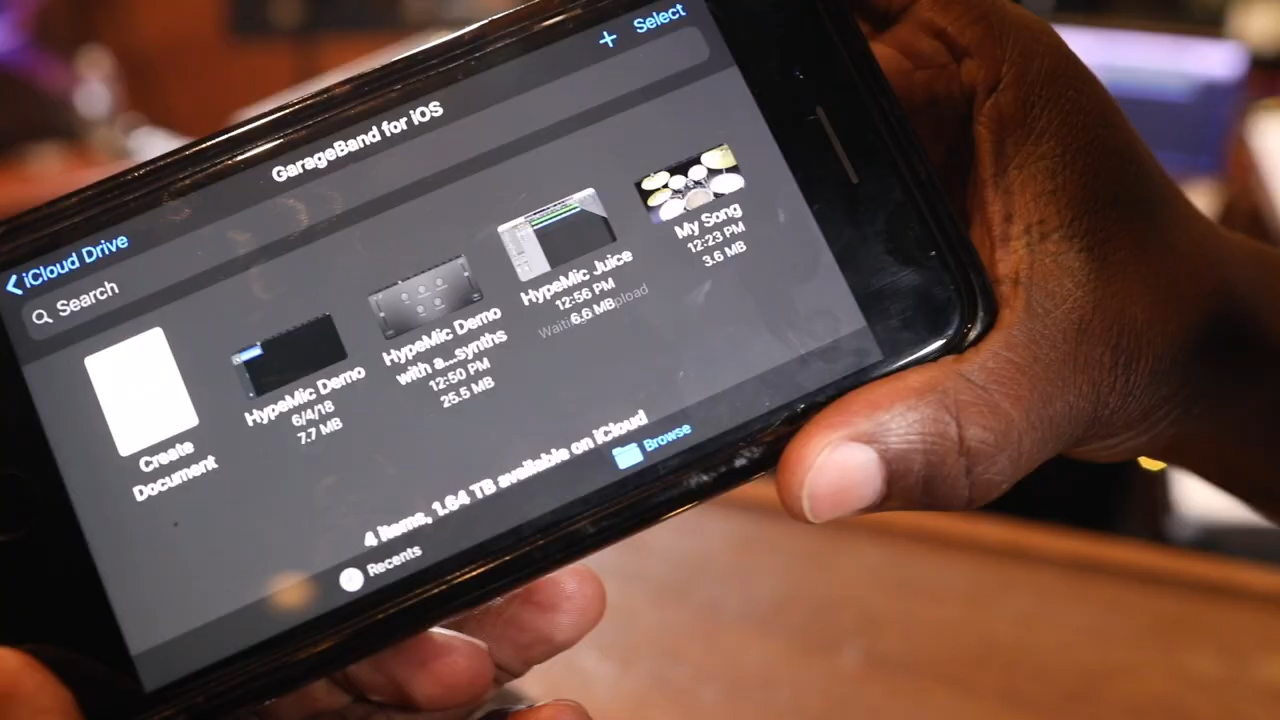 + Select
GarageBand for iOS
iCloud Drive
Search
Create
Document
HypeMic Demo
6/4/18
7.7 MB
HypeMic Demo
with a...synths
12:50 PM
25.5 MB
HypeMic Juice
12:56 PM
6.6 MB
My Song
12:23 PM
3.6 MB
4 items, 1.64 TB available on iCloud
Recents
Browse